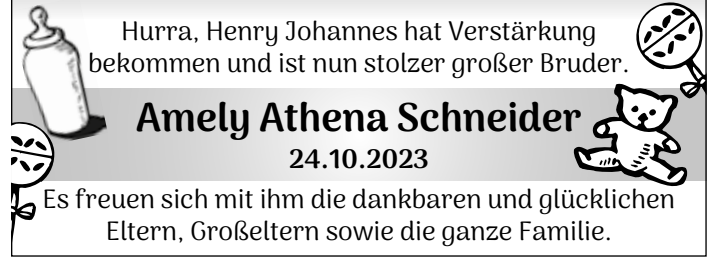 Hurra, Henry Johannes hat Verstärkung
bekommen und ist nun stolzer großer Bruder.
Amely Athena Schneider
24.10.2023
Es freuen sich mit ihm die dankbaren und glücklichen
Eltern, Großeltern sowie die ganze Familie.